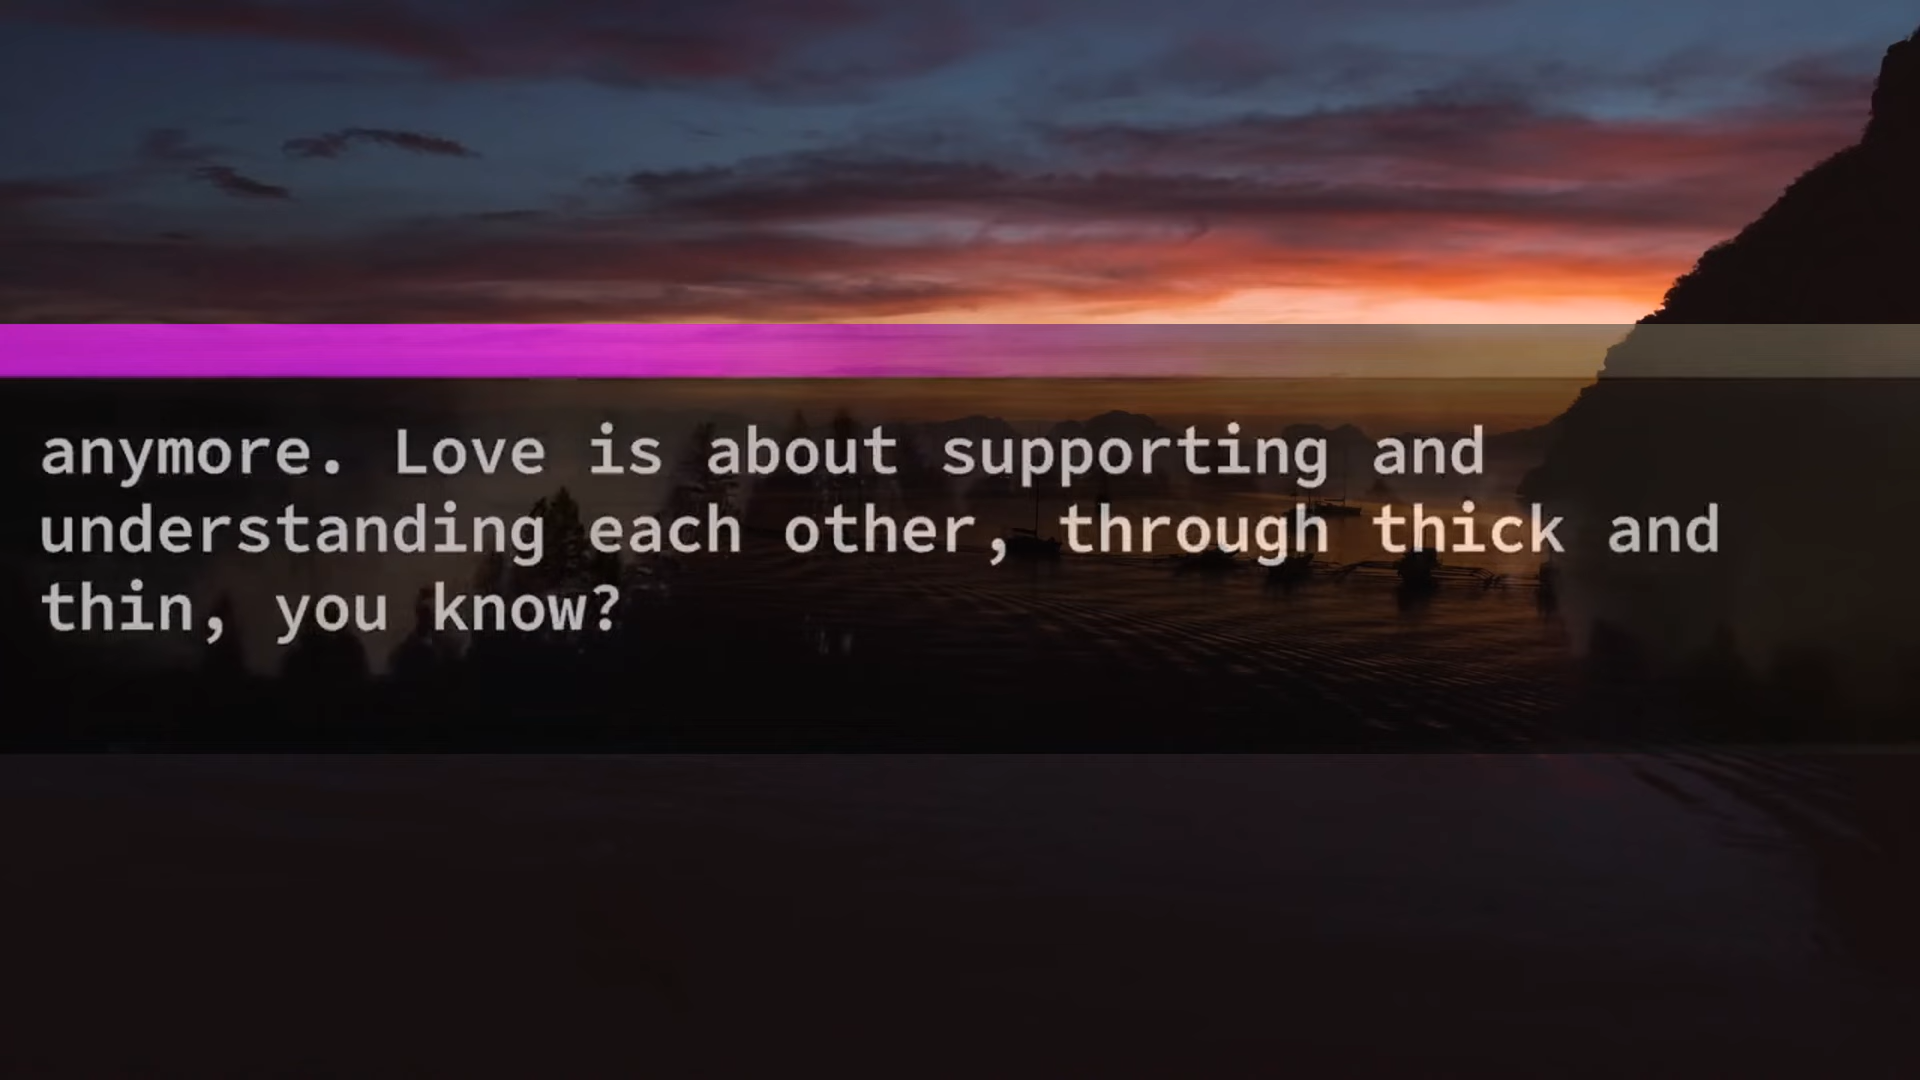 anymore. Love is about supporting and
understanding each other, through thick and
thin, you know?